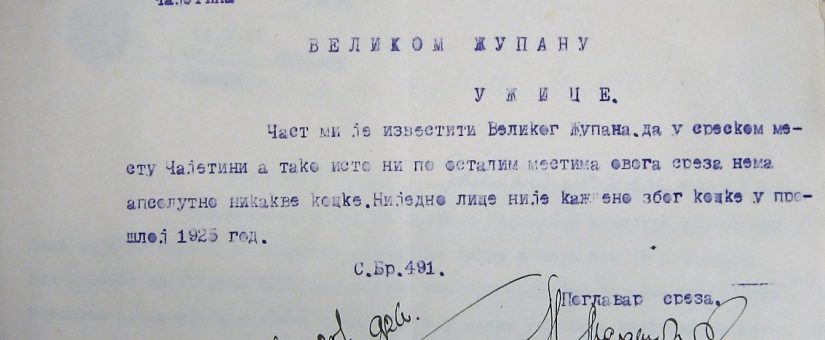 Чајетина
ВЕЛИКОМ ЖУПАНУ
УЖИЦЕ.
Част ми је известити Великог Жупана.да у среском ме-
сту Чајетини а тако исто ни по осталим местима овога среза нема
апсолутно никакве коцке.Ниједно лице није кажњено због коцке у про-
шлој 1925 год.
С.Бр.491.
Поглавар среза.